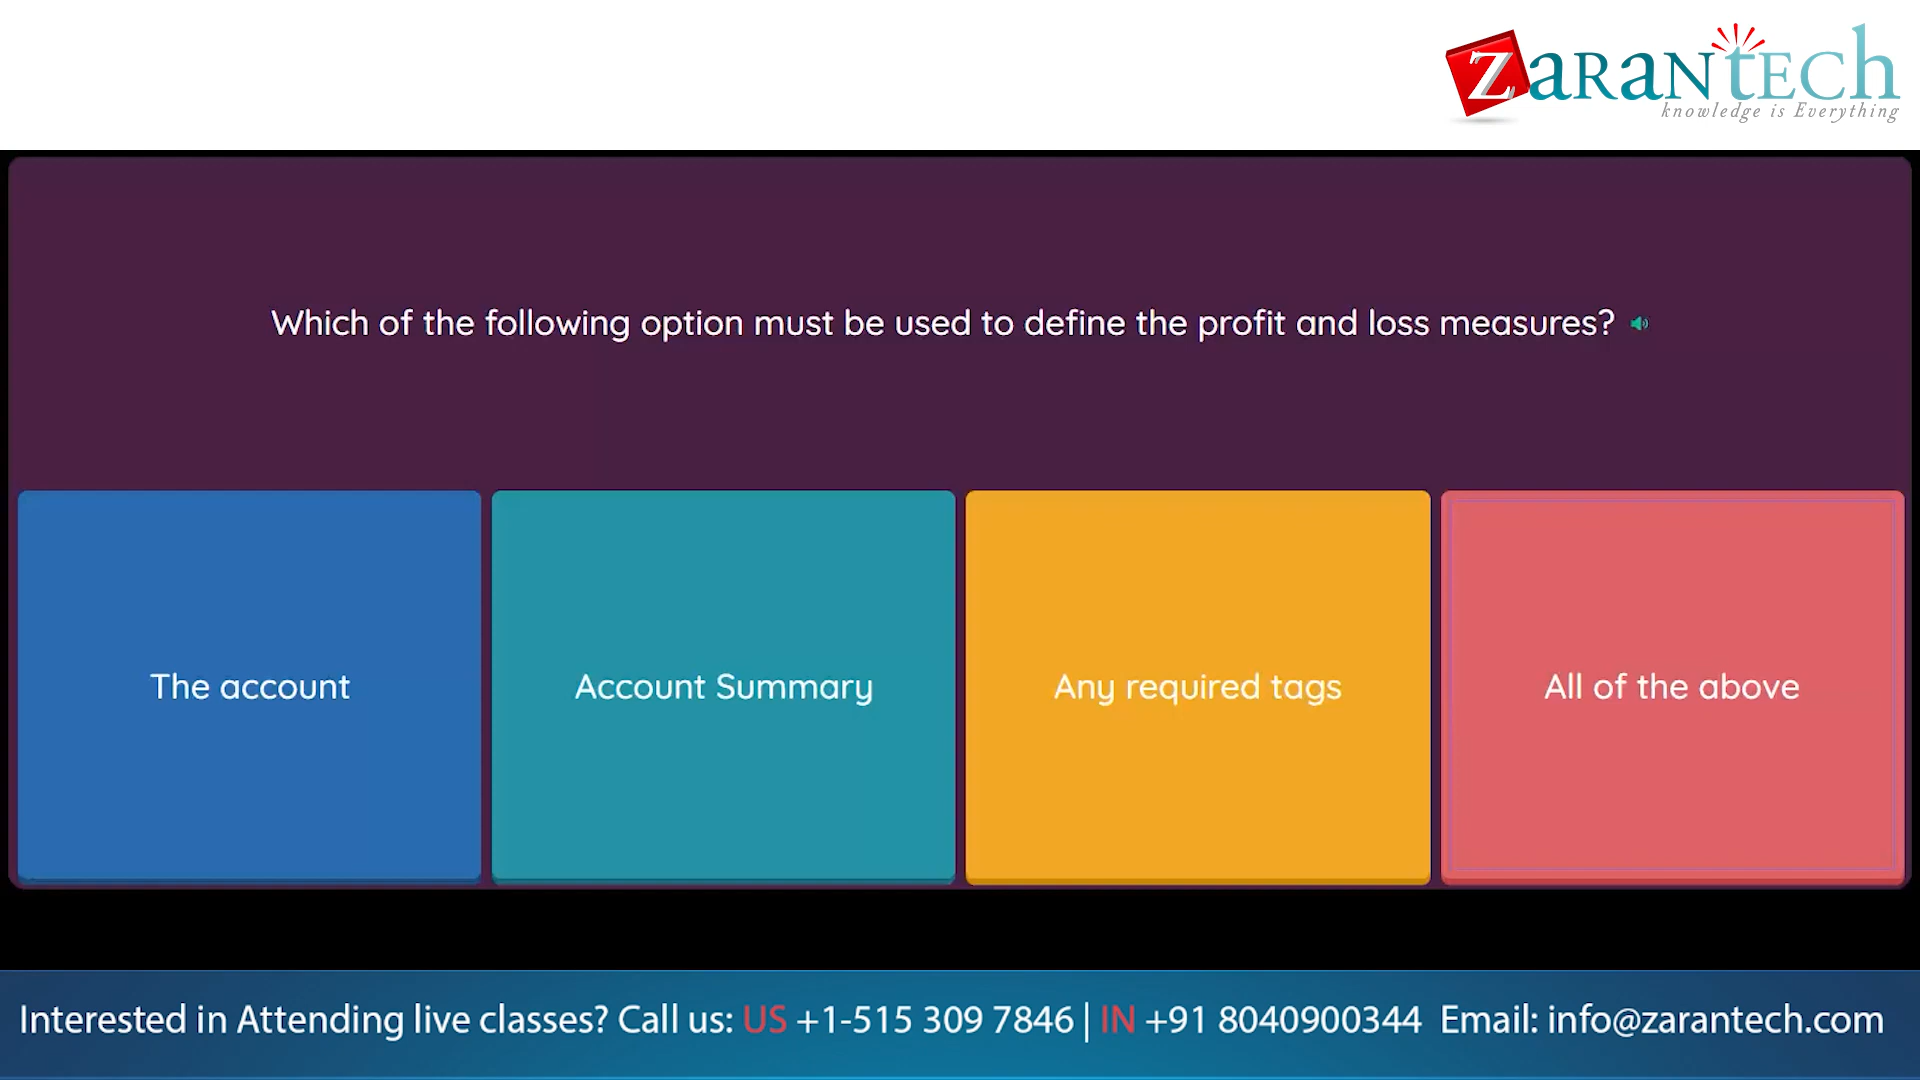 ZaranTech
knowledge is Everything
Which of the following option must be used to define the profit and loss measures?
The account
Account Summary
Any required tags
All of the above
Interested in Attending live classes? Call us: US +1-515 309 7846 | IN +91 8040900344 Email: info@zarantech.com